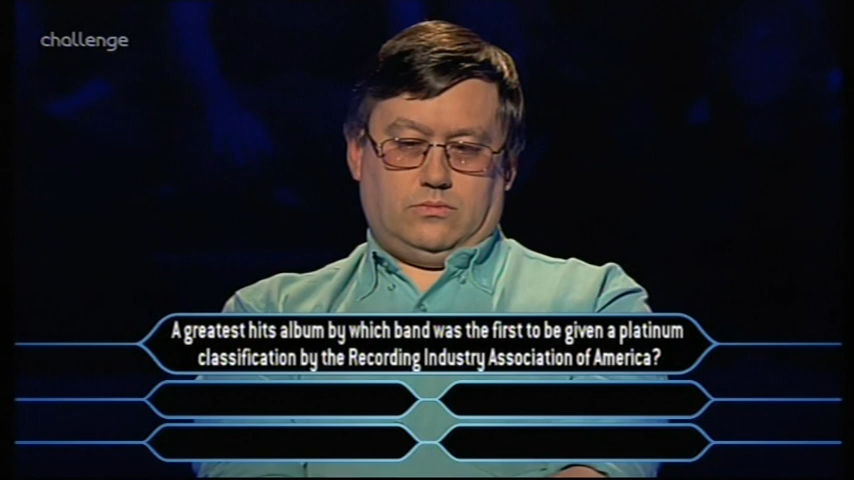 challenge
A greatest hits album by which band was the first to be given a platinum
classification by the Recording Industry Association of America?